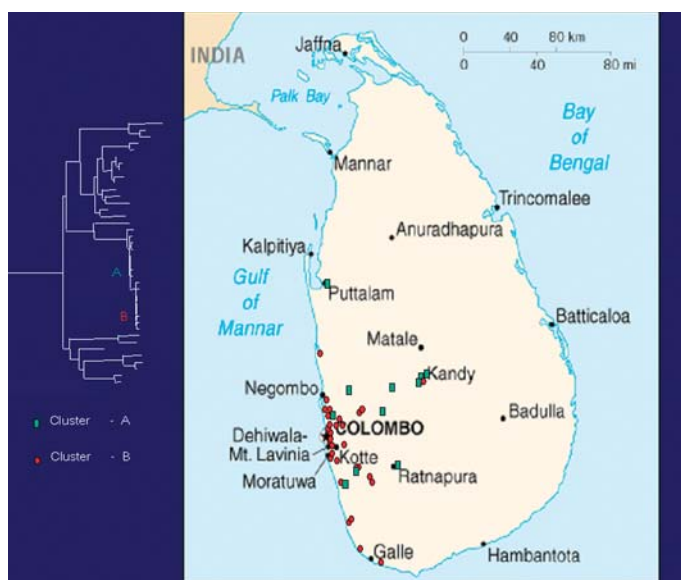 INDIA
Jaffna
0 40 80 km
0 40 80 mi
Palk Bay
Bay
of
Bengal
Mannar
Trincomalee
Anuradhapura
Kalpitiya
A
Gulf
of
Mannar
Puttalam
B
Batticaloa
Matale
Kandy
Negombo
Badulla
Cluster - A
COLOMBO
Dehiwala-
Mt. Lavinia
Kotte
Cluster - B
Moratuwa
Ratnapura
Galle
Hambantota